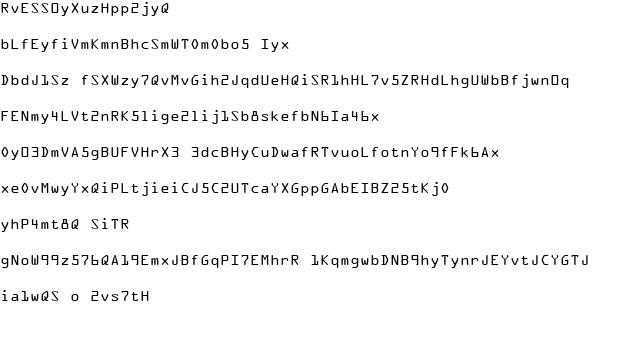 RvESSOyXuzHpp2jyQ
bLfEyfiVmKmnBhcSmWT0m0bo5 Iyx
DbdJ1Sz fSXWzy7QvMvGih2JqdUeHQiSR1hHL7v5ZRHdLhgUWbBfjwnOq
FENmy4LVt2nRK5lige2lij1Sb8skefbN6Ia46x
0yO3DmVA5gBUFVHrX3 3dcBHyCuDwafRTvuoLfotnYo9fFk6Ax
xe0vMwyYxQiPLtjieiCJ5C2UTcaYXGppGAbEIBZ25tKj0
yhP4mt8Q SiTR
gNoW99z576QA19EmxJBfGqPI7EMhrR 1KqmgwbDNB9hyTynrJEYvtJCYGTJ
ia1wQS o 2vs7tH